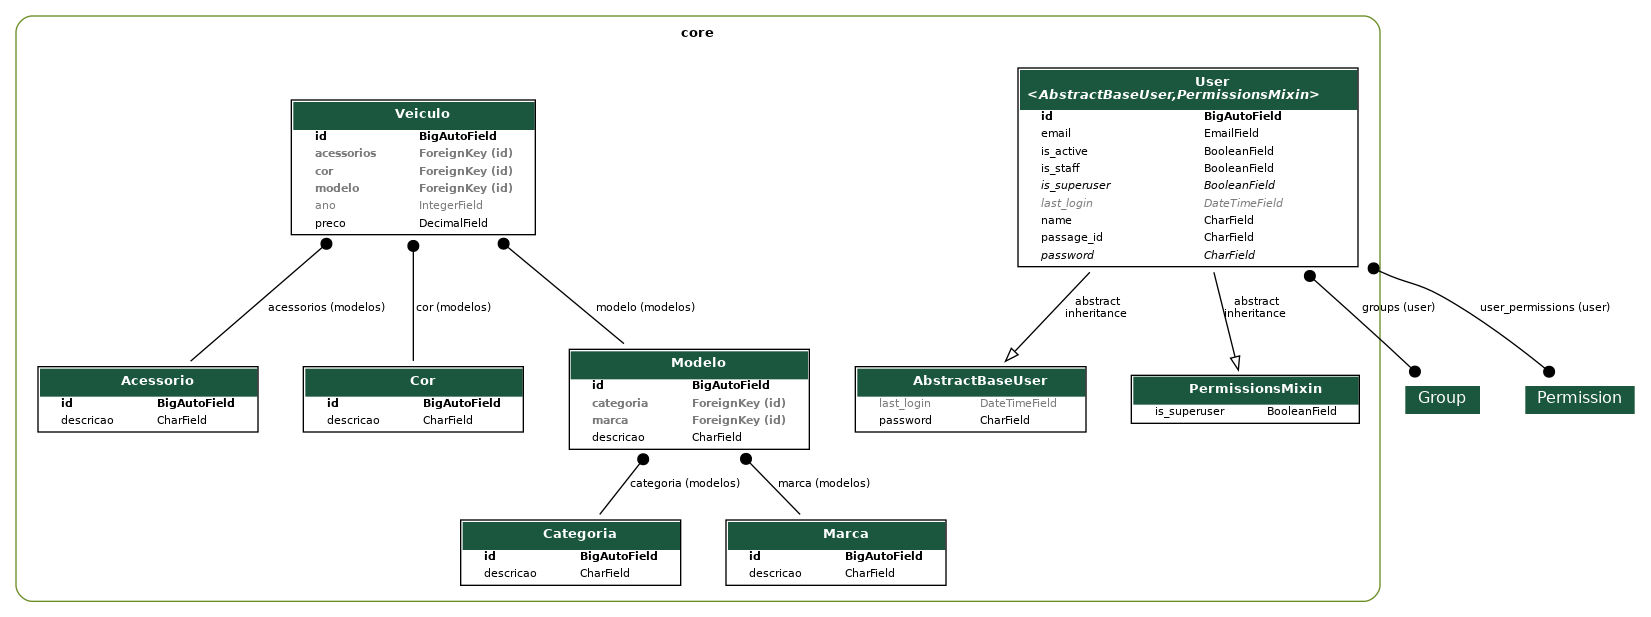 core
Veiculo
id BigAutoField
acessorios ForeignKey (id)
cor ForeignKey (id)
modelo ForeignKey (id)
ano IntegerField
preco DecimalField
User
<AbstractBaseUser,PermissionsMixin>
id BigAutoField
email EmailField
is_active BooleanField
is_staff BooleanField
is_superuser BooleanField
last_login DateTimeField
name CharField
passage_id CharField
password CharField
acessorios (modelos)
cor (modelos)
modelo (modelos)
abstract
inheritance
abstract
inheritance
groups (user)
user_permissions (user)
Acessorio
id BigAutoField
descricao CharField
Cor
id BigAutoField
descricao CharField
Modelo
id BigAutoField
categoria ForeignKey (id)
marca ForeignKey (id)
descricao CharField
AbstractBaseUser
last_login DateTimeField
password CharField
PermissionsMixin
is_superuser BooleanField
Group
Permission
categoria (modelos)
marca (modelos)
Categoria
id BigAutoField
descricao CharField
Marca
id BigAutoField
descricao CharField